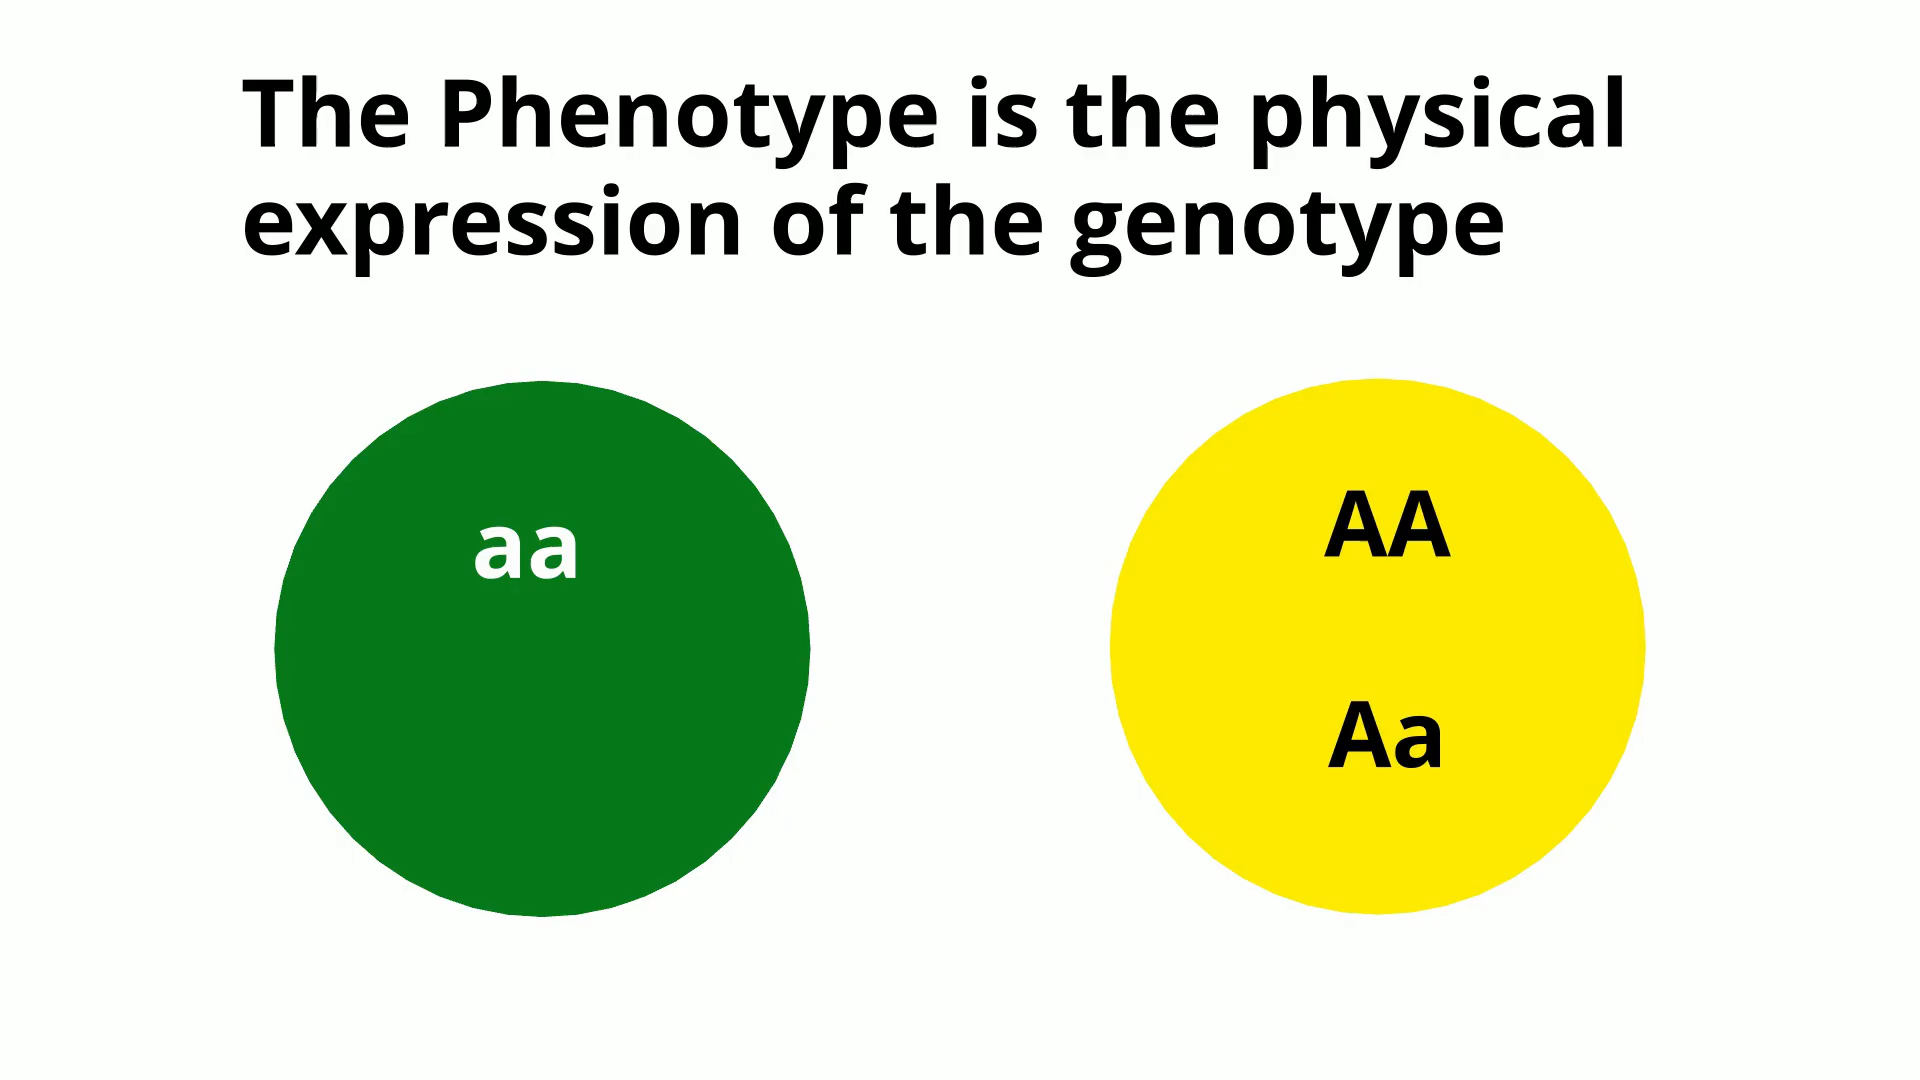 The Phenotype is the physical
expression of the genotype
aa
AA
Aa